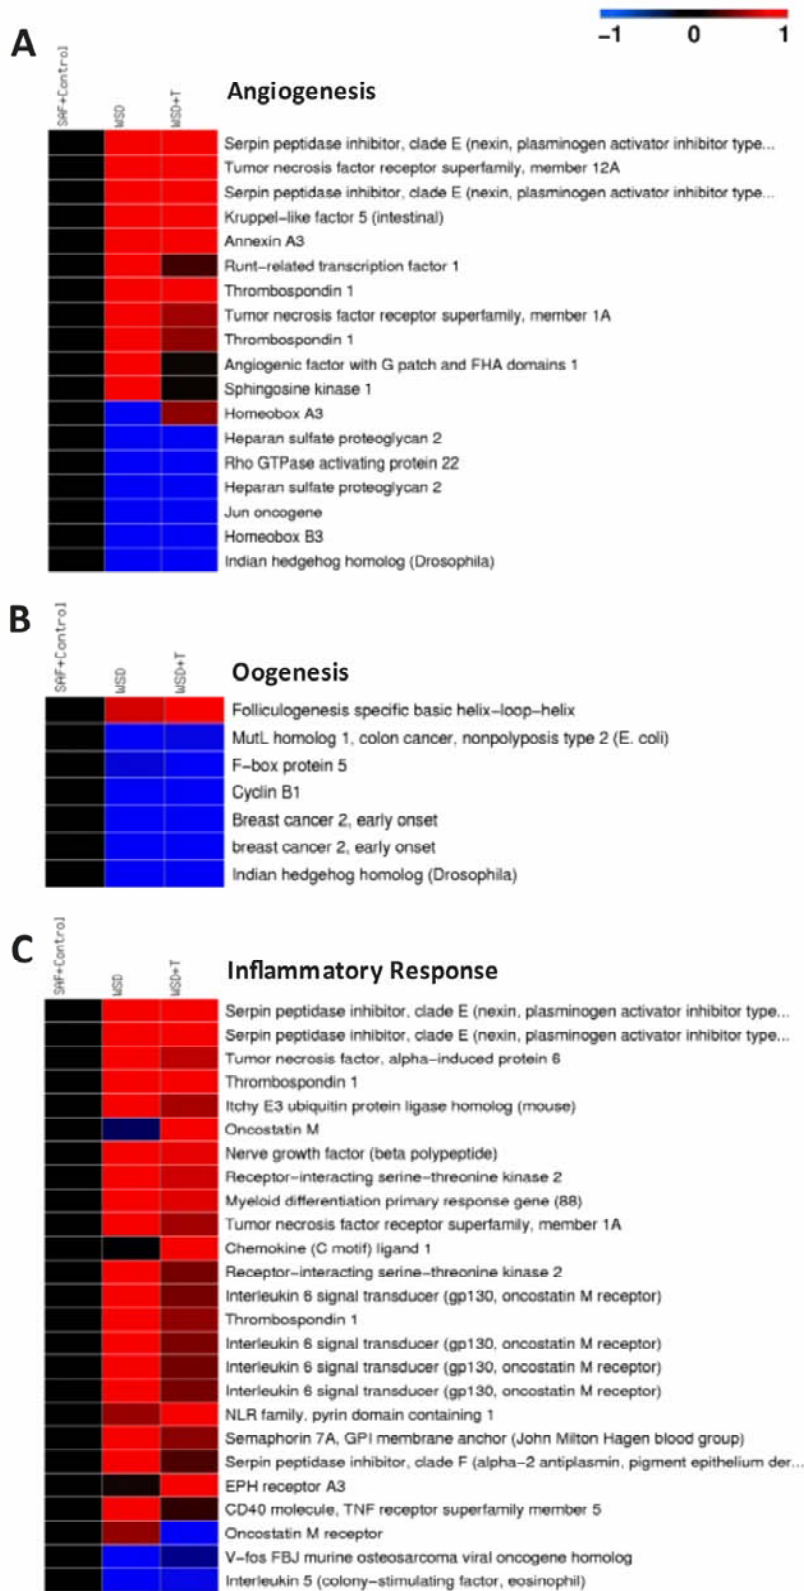 −1 0 1
A
SAF+Control WSD WSD+T
Angiogenesis
Serpin peptidase inhibitor, clade E (nexin, plasminogen activator inhibitor type...
Tumor necrosis factor receptor superfamily, member 12A
Serpin peptidase inhibitor, clade E (nexin, plasminogen activator inhibitor type...
Kruppel−like factor 5 (intestinal)
Annexin A3
Runt−related transcription factor 1
Thrombospondin 1
Tumor necrosis factor receptor superfamily, member 1A
Thrombospondin 1
Angiogenic factor with G patch and FHA domains 1
Sphingosine kinase 1
Homeobox A3
Heparan sulfate proteoglycan 2
Rho GTPase activating protein 22
Heparan sulfate proteoglycan 2
Jun oncogene
Homeobox B3
Indian hedgehog homolog (Drosophila)
B
SAF+Control WSD WSD+T
Oogenesis
Folliculogenesis specific basic helix−loop−helix
MutL homolog 1, colon cancer, nonpolyposis type 2 (E. coli)
F−box protein 5
Cyclin B1
Breast cancer 2, early onset
breast cancer 2, early onset
Indian hedgehog homolog (Drosophila)
C
SAF+Control WSD WSD+T
Inflammatory Response
Serpin peptidase inhibitor, clade E (nexin, plasminogen activator inhibitor type...
Serpin peptidase inhibitor, clade E (nexin, plasminogen activator inhibitor type...
Tumor necrosis factor, alpha−induced protein 6
Thrombospondin 1
Itchy E3 ubiquitin protein ligase homolog (mouse)
Oncostatin M
Nerve growth factor (beta polypeptide)
Receptor−interacting serine−threonine kinase 2
Myeloid differentiation primary response gene (88)
Tumor necrosis factor receptor superfamily, member 1A
Chemokine (C motif) ligand 1
Receptor−interacting serine−threonine kinase 2
Interleukin 6 signal transducer (gp130, oncostatin M receptor)
Thrombospondin 1
Interleukin 6 signal transducer (gp130, oncostatin M receptor)
Interleukin 6 signal transducer (gp130, oncostatin M receptor)
Interleukin 6 signal transducer (gp130, oncostatin M receptor)
NLR family, pyrin domain containing 1
Semaphorin 7A, GPI membrane anchor (John Milton Hagen blood group)
Serpin peptidase inhibitor, clade F (alpha−2 antiplasmin, pigment epithelium der...
EPH receptor A3
CD40 molecule, TNF receptor superfamily member 5
Oncostatin M receptor
V−fos FBJ murine osteosarcoma viral oncogene homolog
Interleukin 5 (colony−stimulating factor, eosinophil)